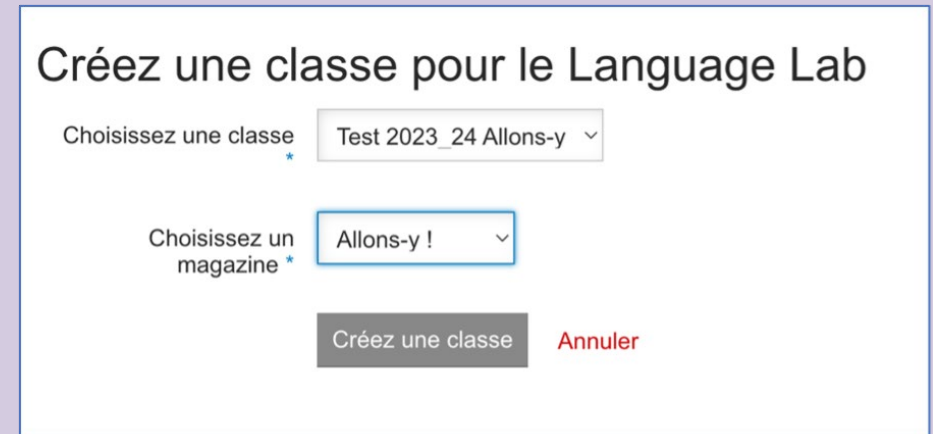 Créez une classe pour le Language Lab
Choisissez une classe Test 2023_24 Allons-y
*
Choisissez un Allons-y !
magazine *
Créez une classe Annuler